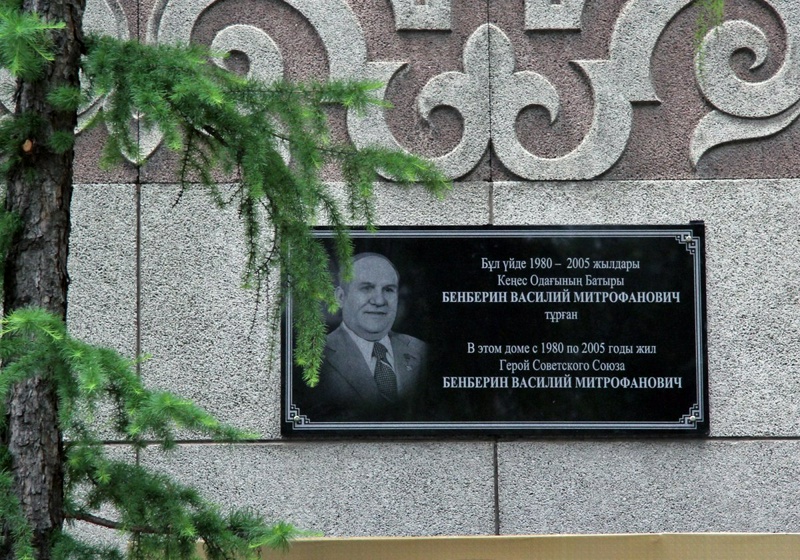 Бұл үйде 1980 – 2005 жылдары
Кеңес Одағының Батыры
БЕНБЕРИН ВАСИЛИЙ МИТРОФАНОВИЧ
тұрған
В этом доме с 1980 по 2005 годы жил
Герой Советского Союза
БЕНБЕРИН ВАСИЛИЙ МИТРОФАНОВИЧ